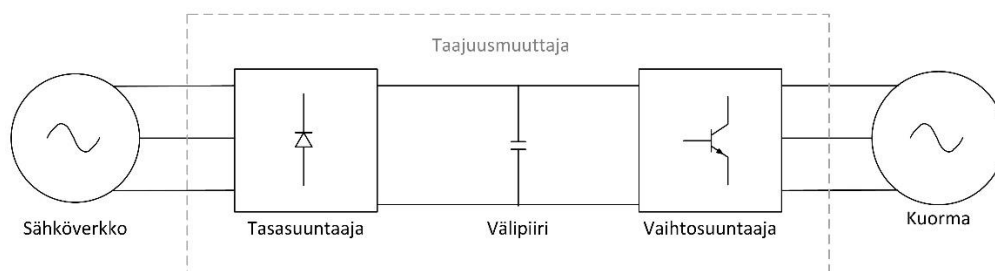 Taajuusmuuttaja
Sähköverkko
Tasasuuntaaja
Välipiiri
Vaihtosuuntaaja
Kuorma